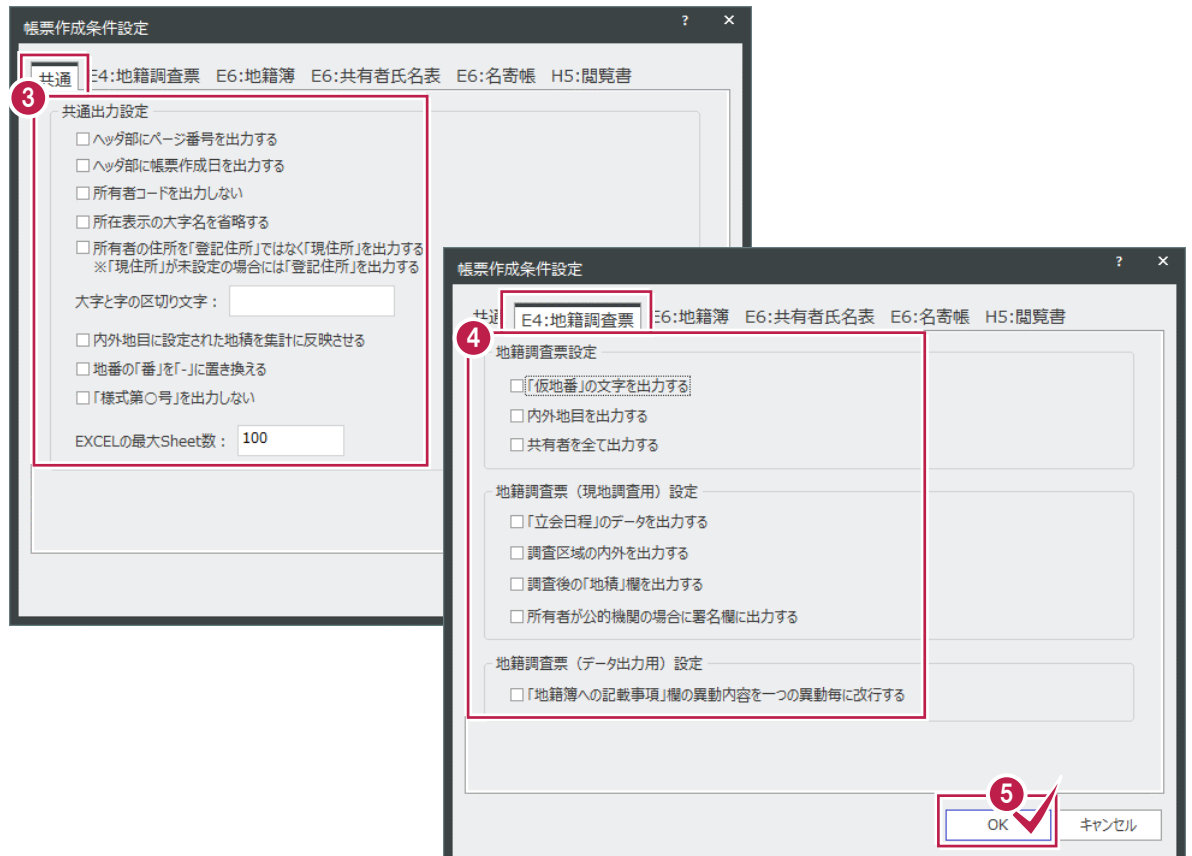 帳票作成条件設定
? ×
共通 E4:地籍調査票 E6:地籍簿 E6:共有者氏名表 E6:名寄帳 H5:閲覧書
3
共通出力設定
ヘッダ部にページ番号を出力する
ヘッダ部に帳票作成日を出力する
所有者コードを出力しない
所在表示の大字名を省略する
所有者の住所を「登記住所」ではなく「現住所」を出力する
※「現住所」が未設定の場合には「登記住所」を出力する
大字と字の区切り文字：
内外地目に設定された地積を集計に反映させる
地番の「番」を「-」に置き換える
「様式第○号」を出力しない
EXCELの最大Sheet数： 100
帳票作成条件設定
? ×
共通 E4:地籍調査票 E6:地籍簿 E6:共有者氏名表 E6:名寄帳 H5:閲覧書
4
地籍調査票設定
「仮地番」の文字を出力する
内外地目を出力する
共有者を全て出力する
地籍調査票（現地調査用）設定
「立会日程」のデータを出力する
調査区域の内外を出力する
調査後の「地積」欄を出力する
所有者が公的機関の場合に署名欄に出力する
地籍調査票（データ出力用）設定
「地籍簿への記載事項」欄の異動内容を一つの異動毎に改行する
5
OK キャンセル